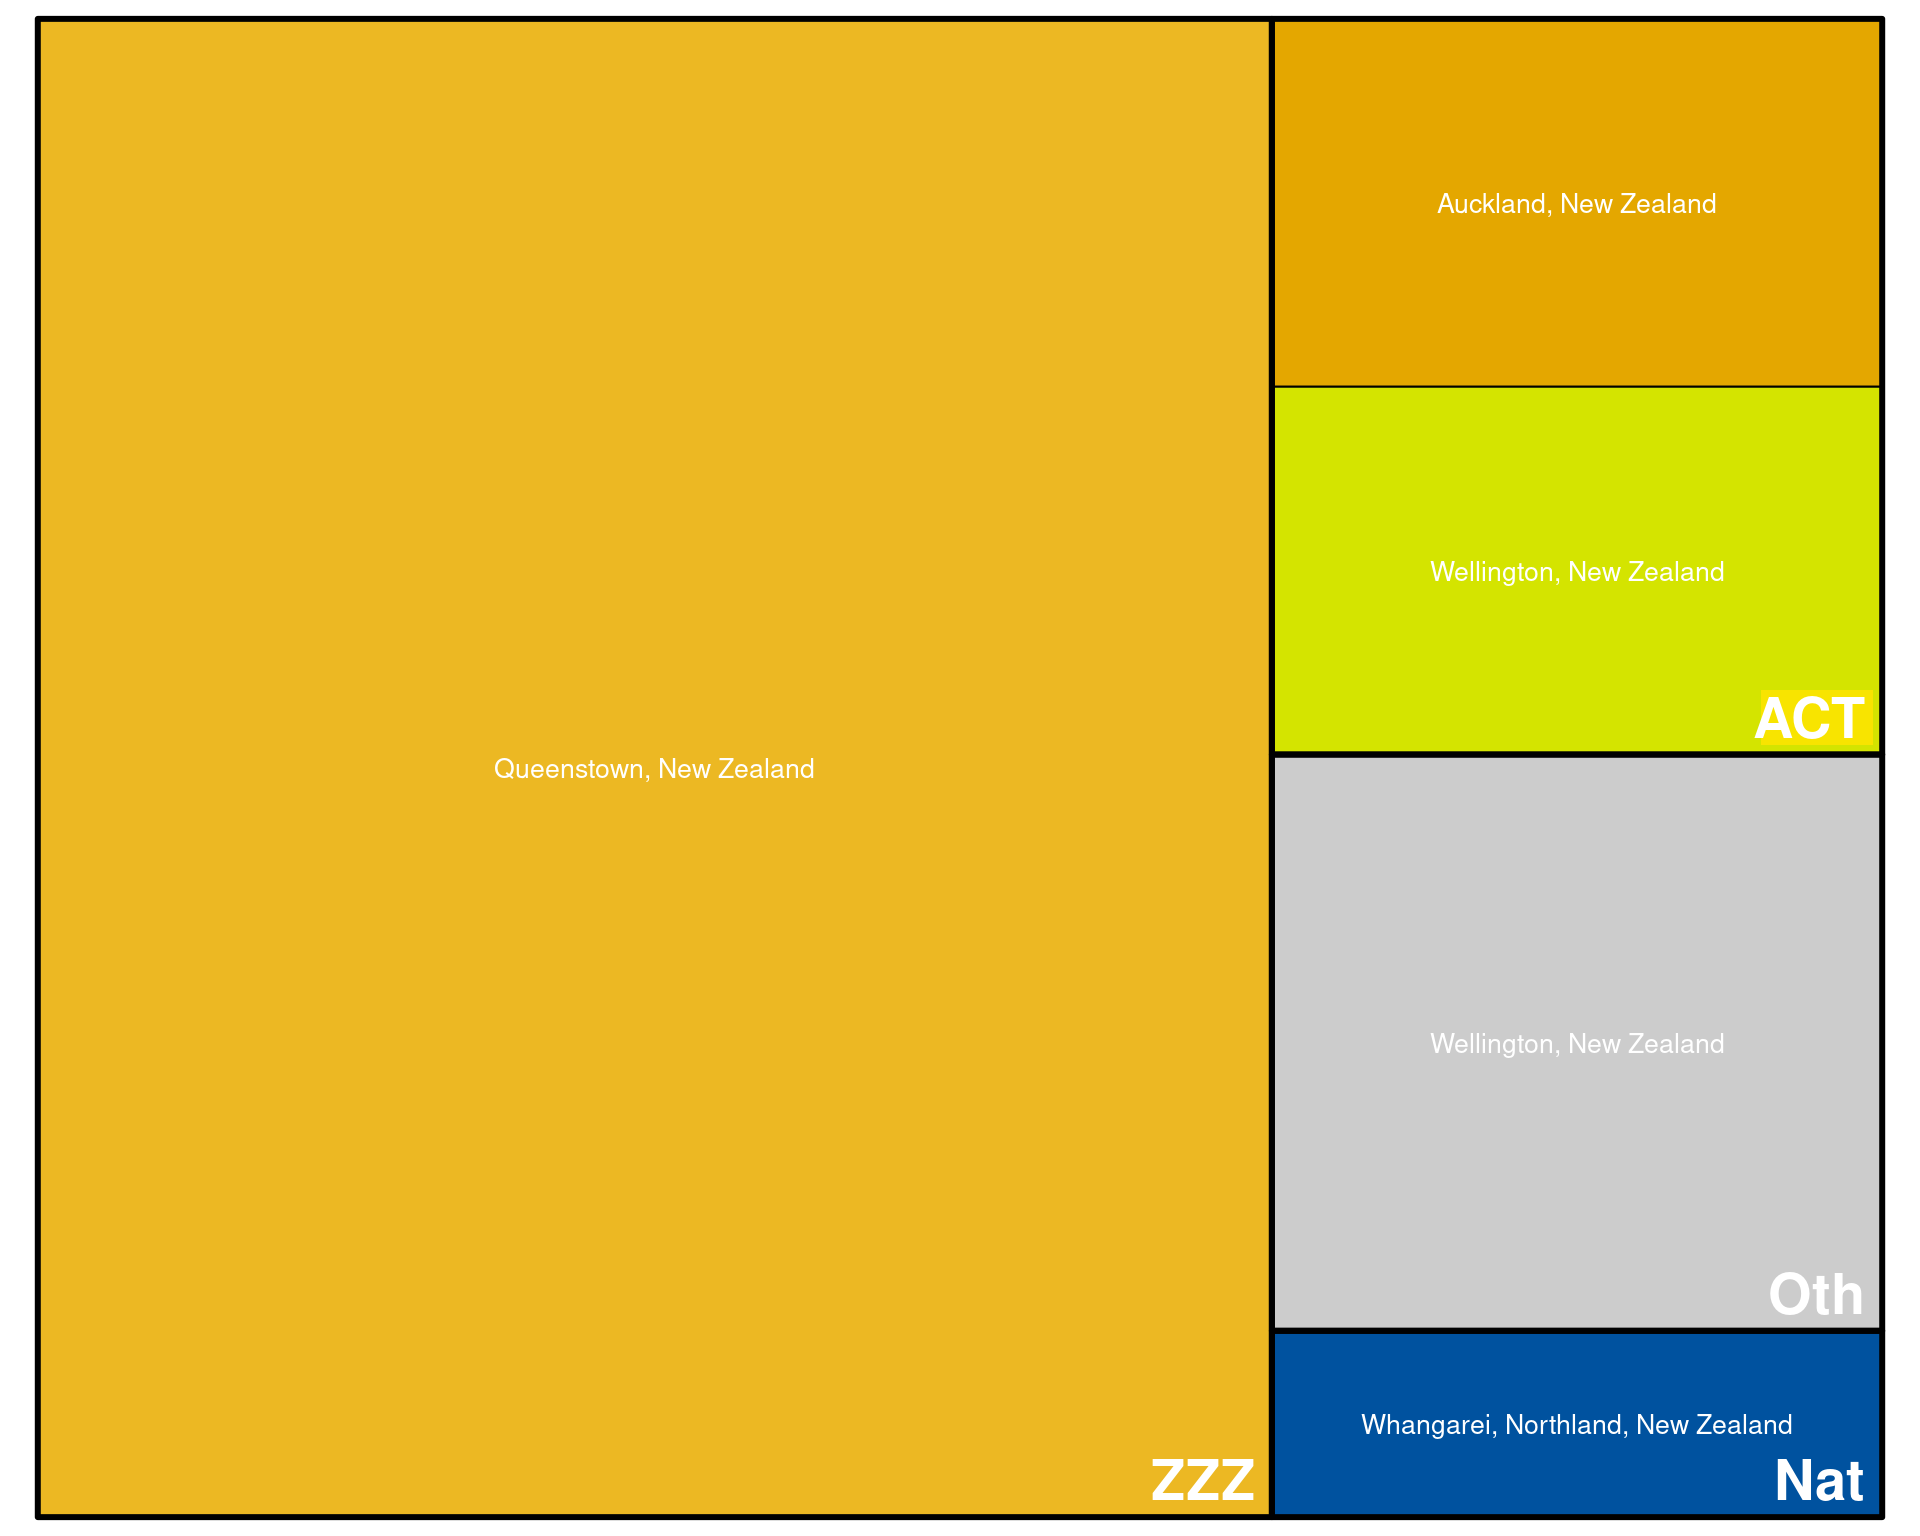 Queenstown, New Zealand
ZZZ
Auckland, New Zealand
Wellington, New Zealand
ACT
Wellington, New Zealand
Oth
Whangarei, Northland, New Zealand
Nat